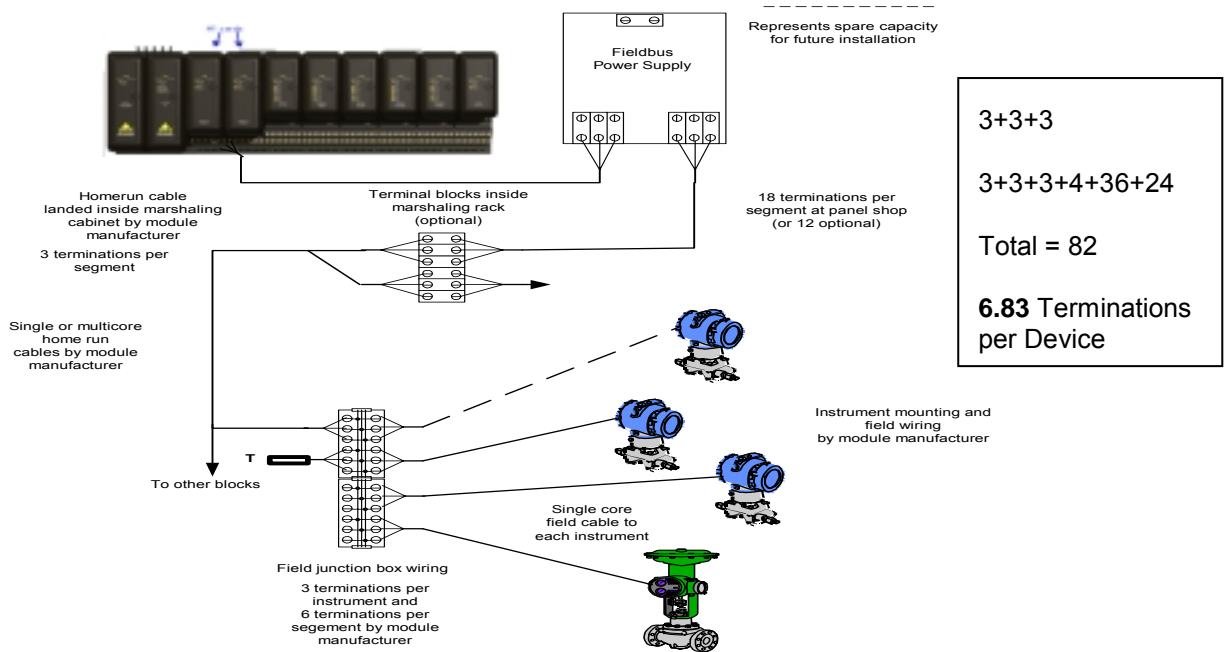 Represents spare capacity
for future installation
Fieldbus
Power Supply
3+3+3
3+3+3+4+36+24
Total = 82
6.83 Terminations
per Device
Homerun cable
landed inside marshaling
cabinet by module
manufacturer
3 terminations per
segment
Terminal blocks inside
marshaling rack
(optional)
18 terminations per
segment at panel shop
(or 12 optional)
Single or multicore
home run
cables by module
manufacturer
Instrument mounting and
field wiring
by module manufacturer
T
To other blocks
Single core
field cable to
each instrument
Field junction box wiring
3 terminations per
instrument and
6 terminations per
segement by module
manufacturer